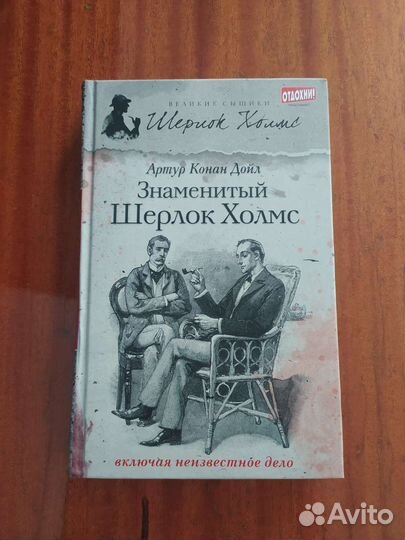 ВЕЛИКИЕ СЫЩИКИ
ОТДОХНИ!
Шерлок Холмс
Артур Конан Дойл
Знаменитый
Шерлок Холмс
включая неизвестное дело
Avito